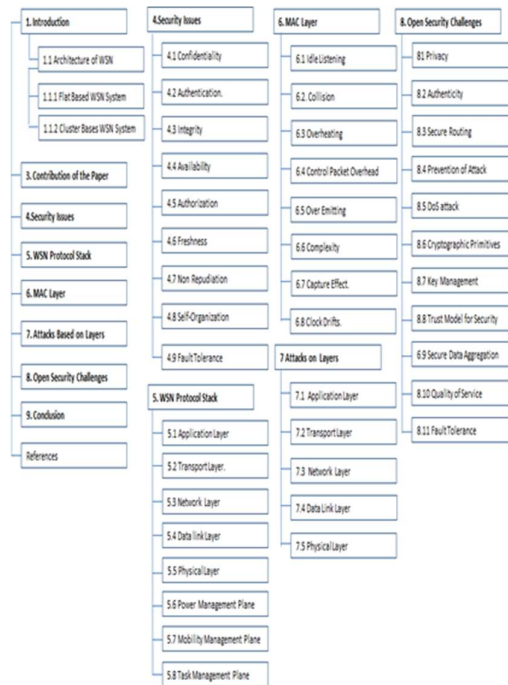 1. Introduction
1.1 Architecture of WSN
1.1.1 Flat Based WSN System
1.1.2 Cluster Bases WSN System
3. Contribution of the Paper
4.Security Issues
5. WSN Protocol Stack
6. MAC Layer
7. Attacks Based on Layers
8. Open Security Challenges
9. Conclusion
References
4.Security Issues
4.1 Confidentiality
4.2 Authentication.
4.3 Integrity
4.4 Availability
4.5 Authorization
4.6 Freshness
4.7 Non Repudiation
4.8 Self-Organization
4.9 Fault Tolerance
5. WSN Protocol Stack
5.1 Application Layer
5.2 Transport Layer.
5.3 Network Layer
5.4 Data link Layer
5.5 Physical Layer
5.6 Power Management Plane
5.7 Mobility Management Plane
5.8 Task Management Plane
6. MAC Layer
6.1 Idle Listening
6.2. Collision
6.3 Overheating
6.4 Control Packet Overhead
6.5 Over Emitting
6.6 Complexity
6.7 Capture Effect.
6.8 Clock Drifts.
7 Attacks on Layers
7.1 Application Layer
7.2 Transport Layer
7.3 Network Layer
7.4 Data Link Layer
7.5 Physical Layer
8. Open Security Challenges
81 Privacy
8.2 Authenticity
8.3 Secure Routing
8.4 Prevention of Attack
8.5 DoS attack
8.6 Cryptographic Primitives
8.7 Key Management
8.8 Trust Model for Security
6.9 Secure Data Aggregation
8.10 Quality of Service
8.11 Fault Tolerance